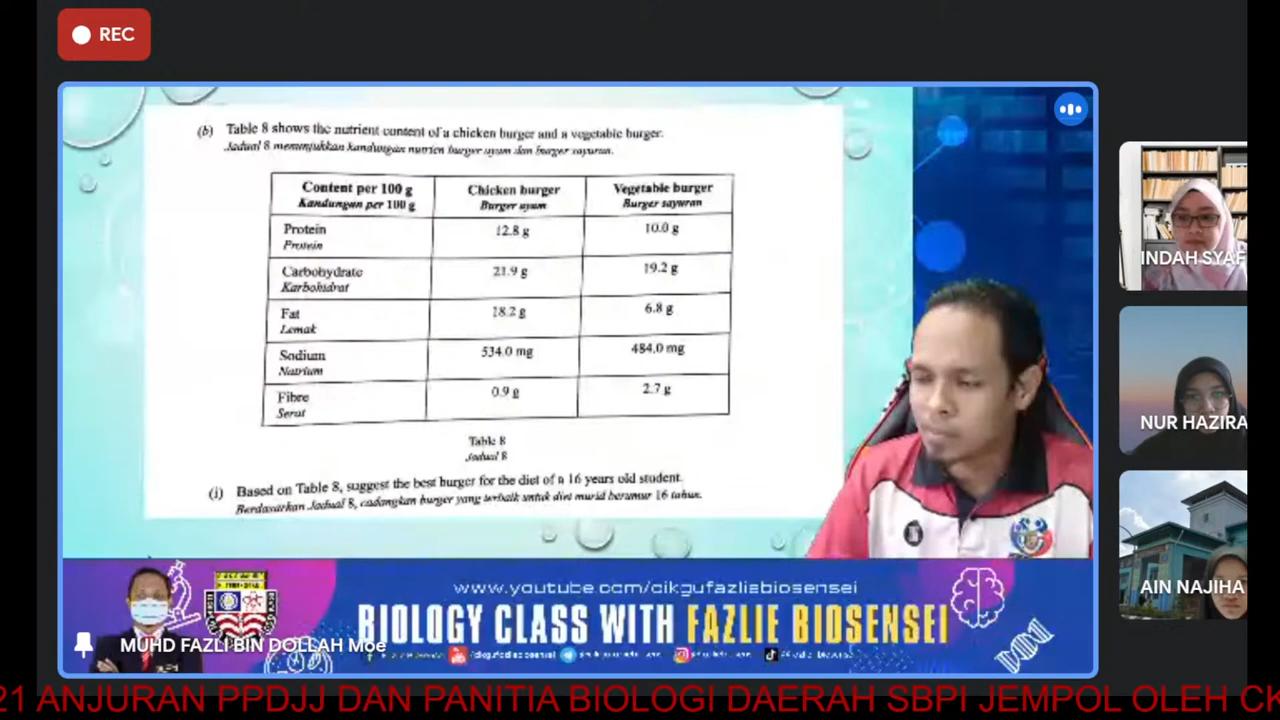 REC
(b) Table 8 shows the nutrient content of a chicken burger and a vegetable burger.
Jadual 8 menunjukkan kandungan nutrien burger ayam dan burger sayuran.
Content per 100 g
Kandungan per 100 g
Chicken burger
Burger ayam
Vegetable burger
Burger sayuran
Protein
Protein
12.8 g
10.0 g
Carbohydrate
Karbohidrat
21.9 g
19.2 g
Fat
Lemak
18.2 g
6.8 g
Sodium
Natrium
534.0 mg
484.0 mg
Fibre
Serat
0.9 g
2.7 g
Table 8
Jadual 8
(i) Based on Table 8, suggest the best burger for the diet of a 16 years old student.
Berdasarkan Jadual 8, cadangkan burger yang terbaik untuk diet murid berumur 16 tahun.
INDAH SYAF
NUR HAZIRA
AIN NAJIHA
www.youtube.com/cikgufazliebiosensei
BIOLOGY CLASS WITH FAZLIE BIOSENSEI
MUHD FAZLI BIN DOLLAH Moe
21 ANJURAN PPDJJ DAN PANITIA BIOLOGI DAERAH SBPI JEMPOL OLEH CK